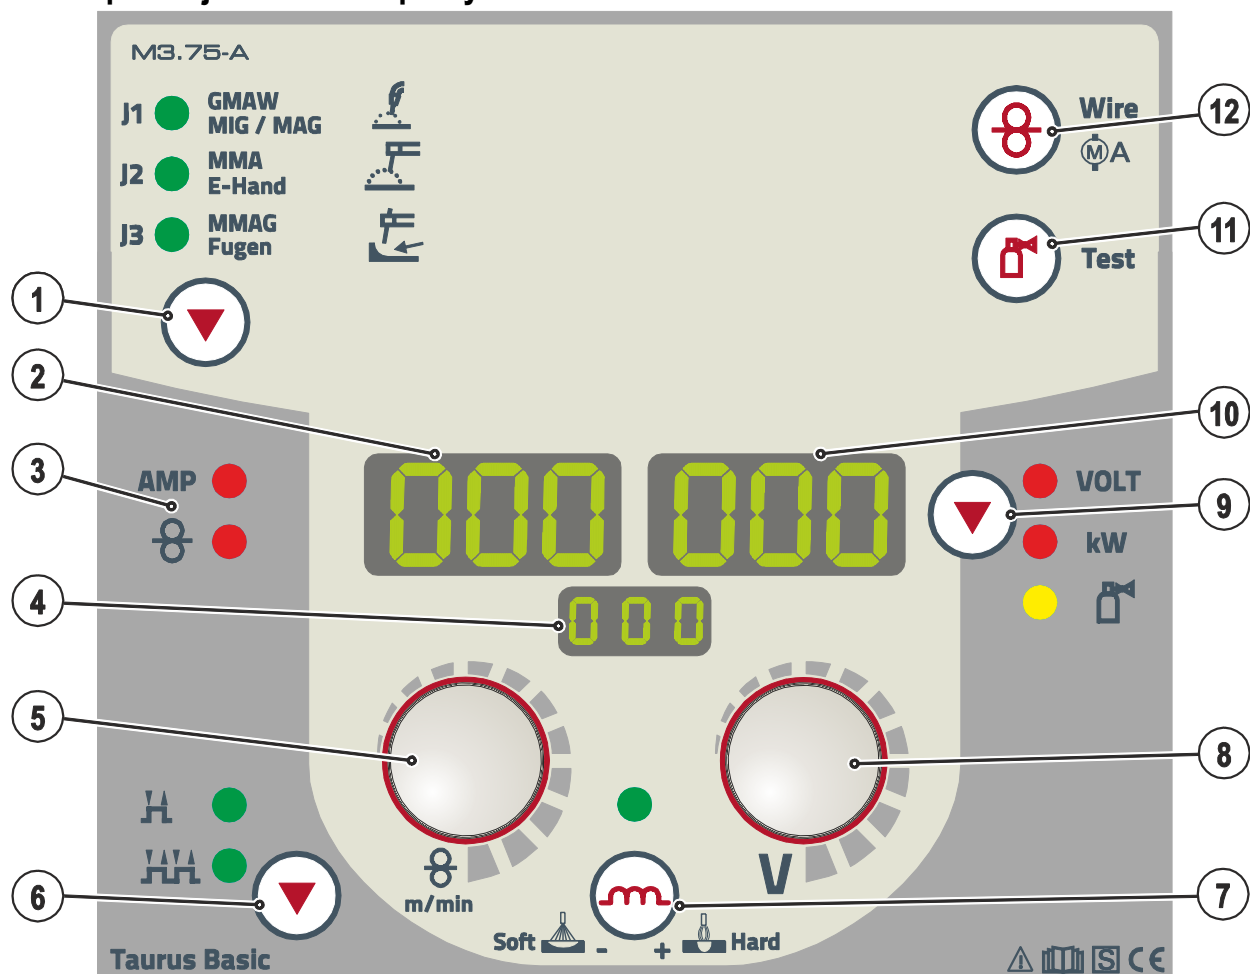 M3.75-A
J1 GMAW
MIG / MAG
J2 MMA
E-Hand
J3 MMAG
Fugen
Wire
M A
Test
12
11
1
2
10
3
AMP
000
000
VOLT
9
kW
4
000
5
8
m/min
V
6
7
Soft - + Hard
Taurus Basic
S CE